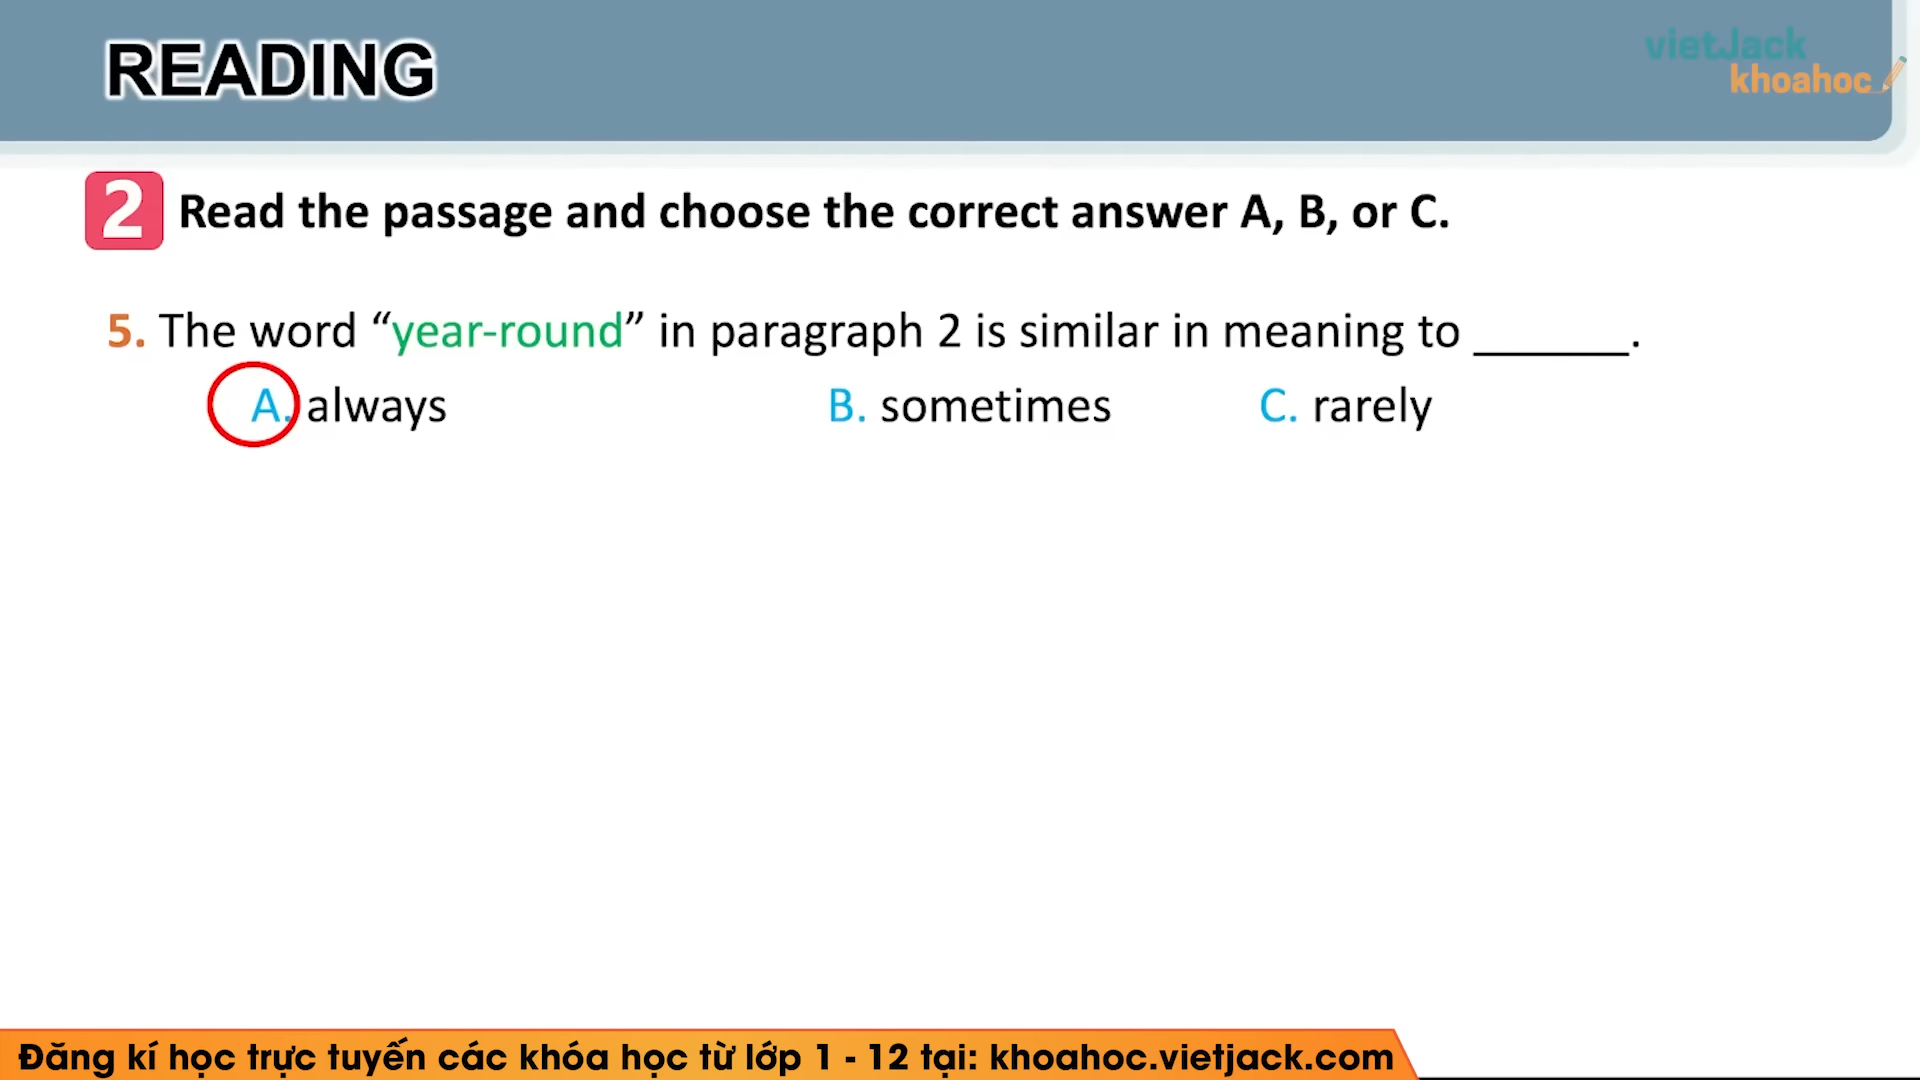 READING
vietJack
khoahoc
2 Read the passage and choose the correct answer A, B, or C.
5. The word “year-round” in paragraph 2 is similar in meaning to ______.
A. always B. sometimes C. rarely
Đăng kí học trực tuyến các khóa học từ lớp 1 - 12 tại: khoahoc.vietjack.com